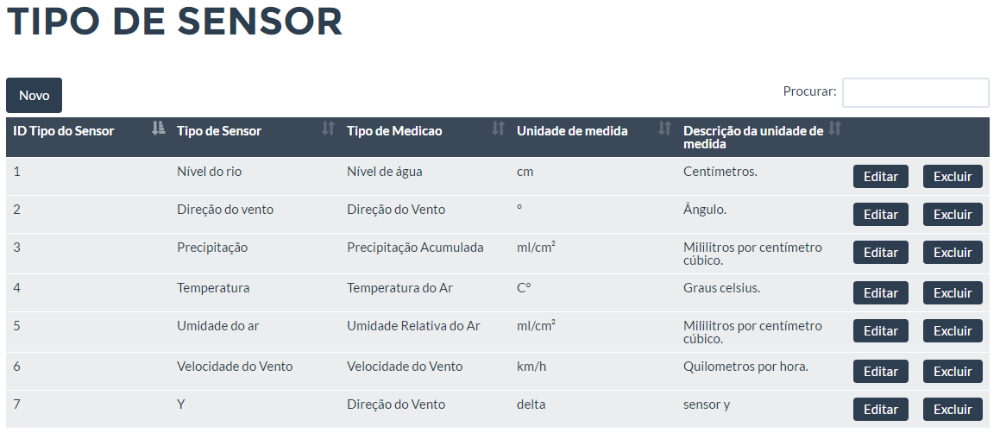 TIPO DE SENSOR
Novo
Procurar:
ID Tipo do Sensor Tipo de Sensor Tipo de Medicao Unidade de medida Descrição da unidade de
medida
1 Nível do rio Nível de água cm Centímetros. Editar Excluir
2 Direção do vento Direção do Vento ° Ângulo. Editar Excluir
3 Precipitação Precipitação Acumulada ml/cm² Mililitros por centímetro
cúbico. Editar Excluir
4 Temperatura Temperatura do Ar C° Graus celsius. Editar Excluir
5 Umidade do ar Umidade Relativa do Ar ml/cm² Mililitros por centímetro
cúbico. Editar Excluir
6 Velocidade do Vento Velocidade do Vento km/h Quilometros por hora. Editar Excluir
7 Y Direção do Vento delta sensor y Editar Excluir